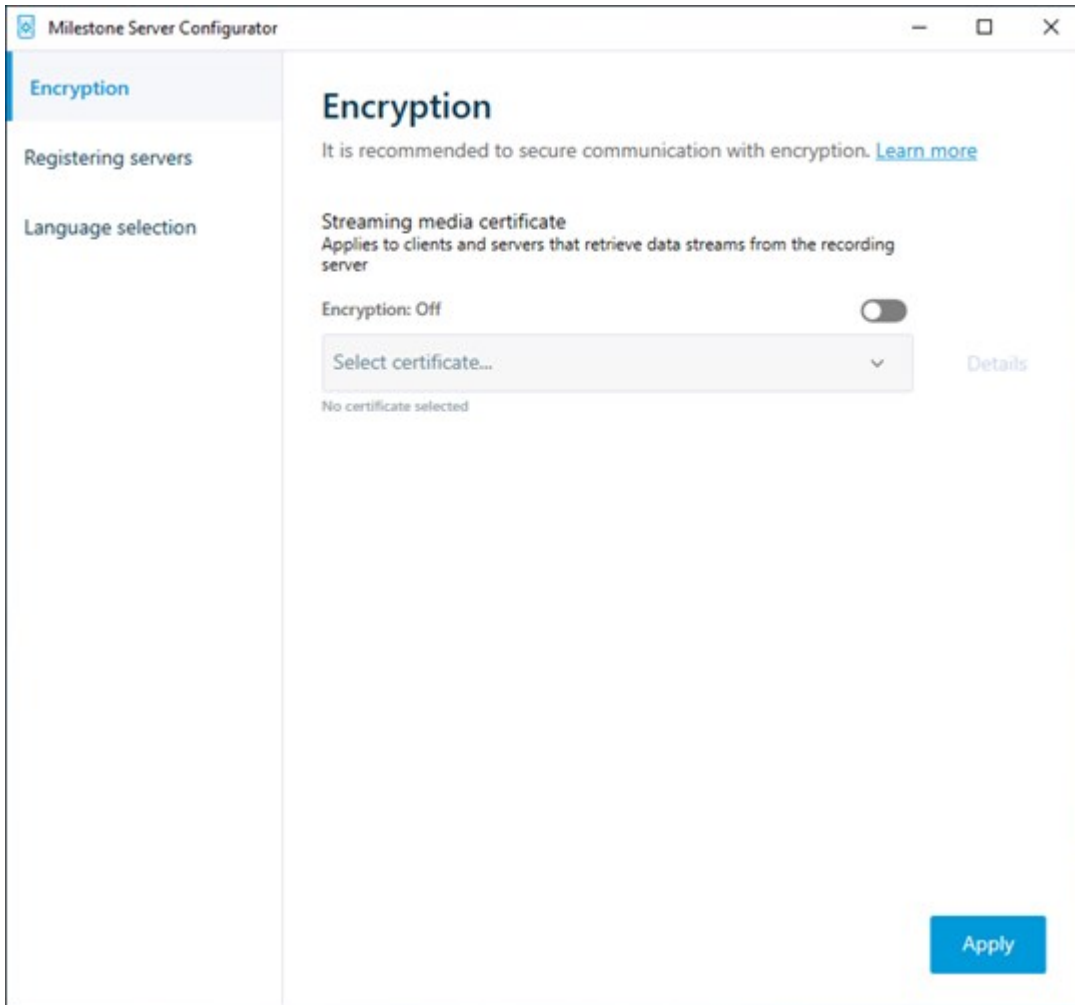 Milestone Server Configurator
Encryption
Registering servers
Language selection
Encryption
It is recommended to secure communication with encryption. Learn more
Streaming media certificate
Applies to clients and servers that retrieve data streams from the recording
server
Encryption: Off
Select certificate...
Details
No certificate selected
Apply